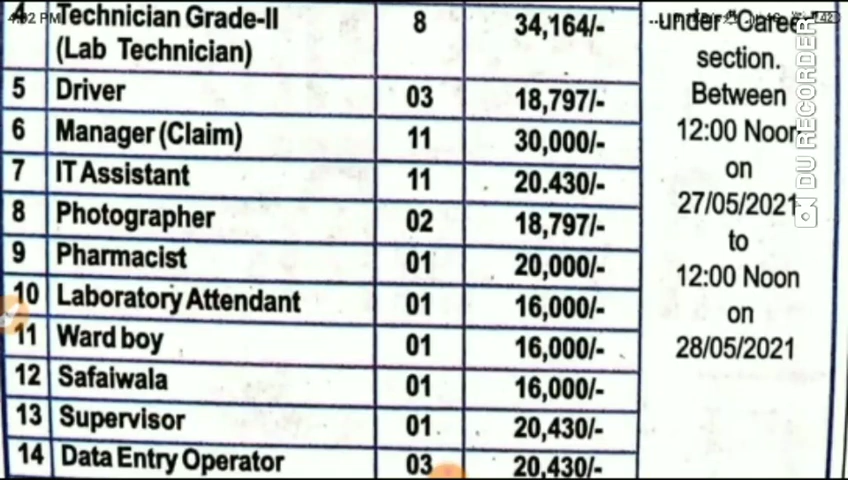 4 Technician Grade-II 8 34,164/-
(Lab Technician)
5 Driver 03 18,797/-
6 Manager (Claim) 11 30,000/-
7 IT Assistant 11 20.430/-
8 Photographer 02 18,797/-
9 Pharmacist 01 20,000/-
10 Laboratory Attendant 01 16,000/-
11 Ward boy 01 16,000/-
12 Safaiwala 01 16,000/-
13 Supervisor 01 20,430/-
14 Data Entry Operator 03 20,430/-
under "Career"
section.
Between
12:00 Noon
on
27/05/2021
to
12:00 Noon
on
28/05/2021
DU RECORDER